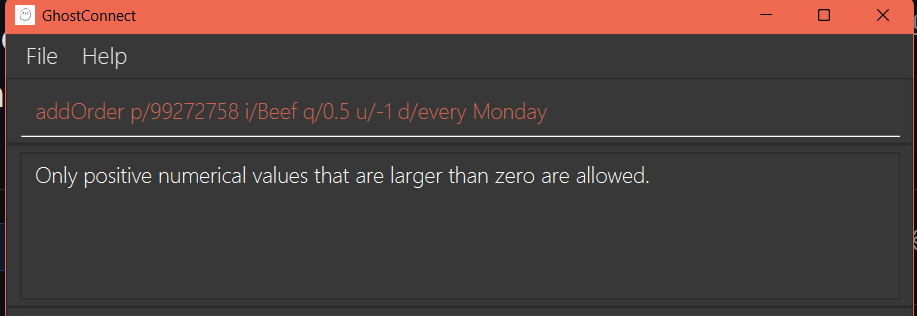 GhostConnect
File Help
addOrder p/99272758 i/Beef q/0.5 u/-1 d/every Monday
Only positive numerical values that are larger than zero are allowed.